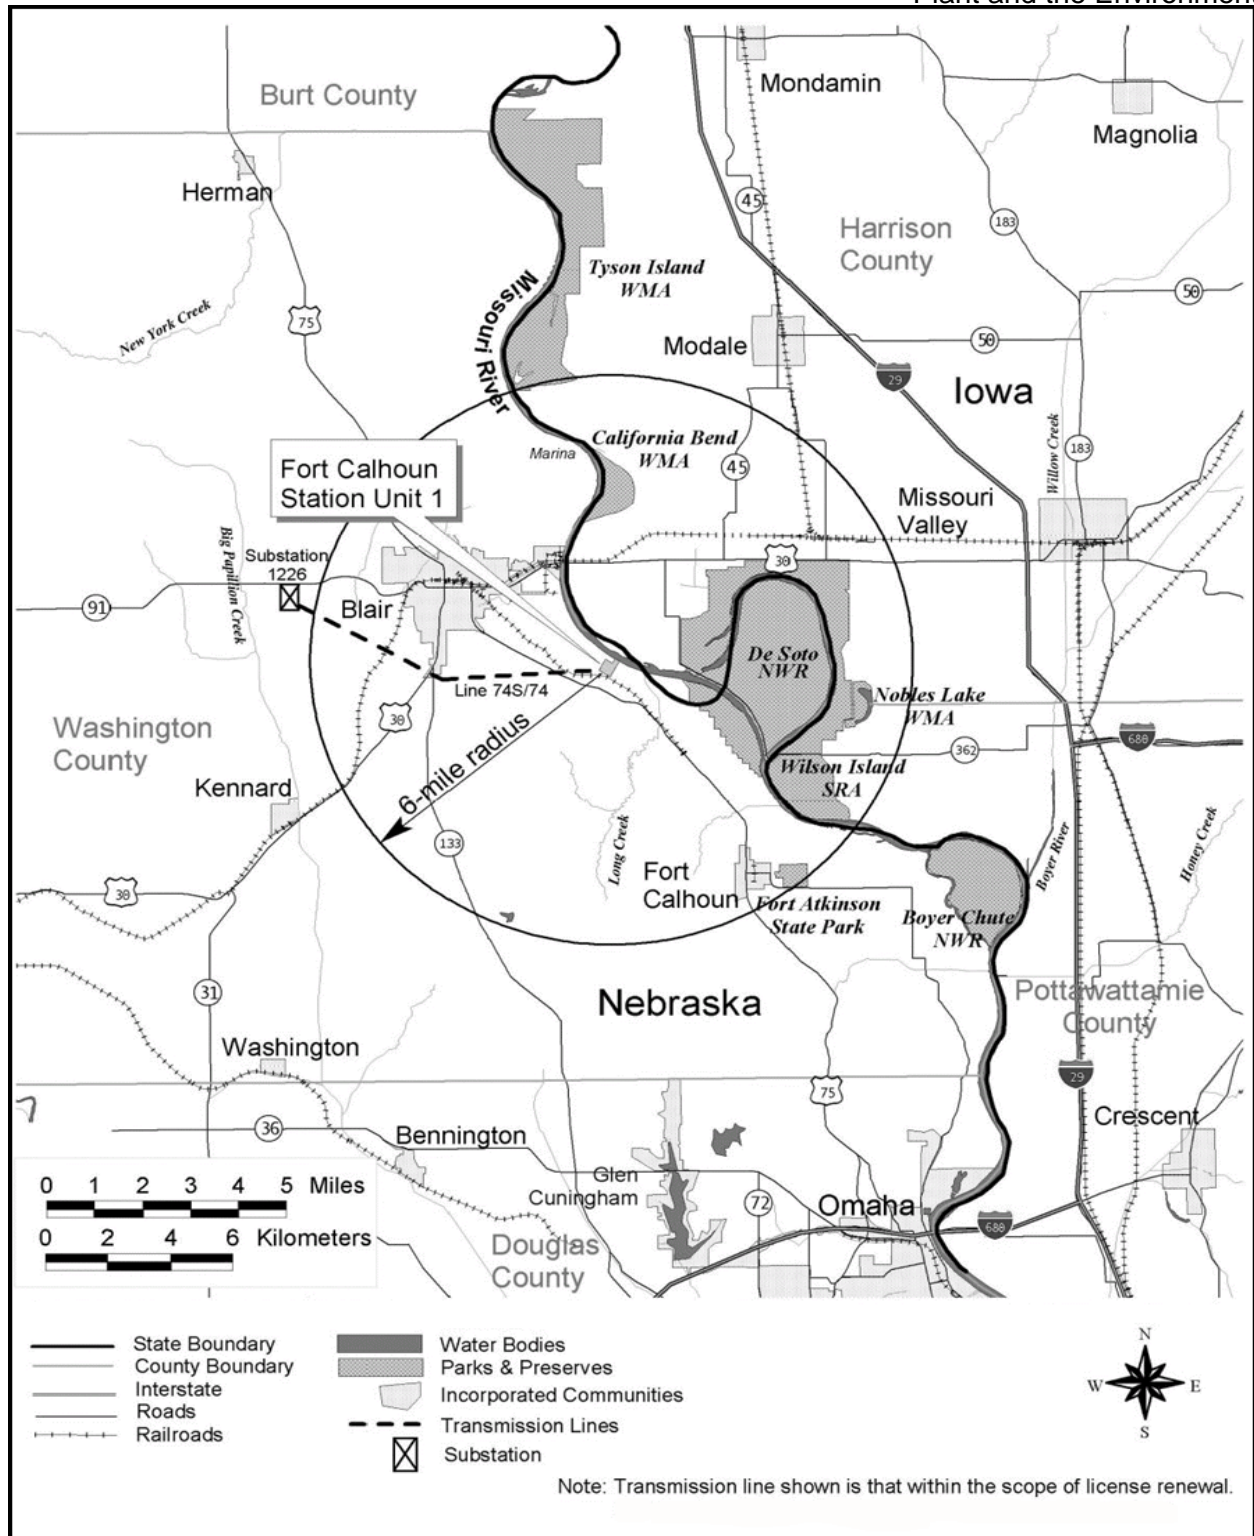 Plant and the Environment
Burt County
Mondamin
Magnolia
Herman
45
183
Harrison
County
Tyson Island
WMA
Missouri River
50
New York Creek
75
Modale
50
29
Iowa
California Bend
WMA
Marina
45
Willow Creek
183
Fort Calhoun
Station Unit 1
Missouri
Valley
Big Papillion Creek
Substation
1226
30
91
Blair
De Soto
NWR
Line 74S/74
Nobles Lake
WMA
30
Washington
County
6-mile radius
362
680
Wilson Island
SRA
Kennard
133
Long Creek
Boyer River
Honey Creek
30
Fort
Calhoun
Fort Atkinson
State Park
Boyer Chute
NWR
31
Nebraska
Pottawattamie
County
Washington
75
29
36
Bennington
Crescent
Glen
Cuningham
72
Omaha
680
0 1 2 3 4 5 Miles
0 2 4 6 Kilometers
Douglas
County
State Boundary
County Boundary
Interstate
Roads
Railroads
Water Bodies
Parks & Preserves
Incorporated Communities
Transmission Lines
Substation
N
W E
S
Note: Transmission line shown is that within the scope of license renewal.